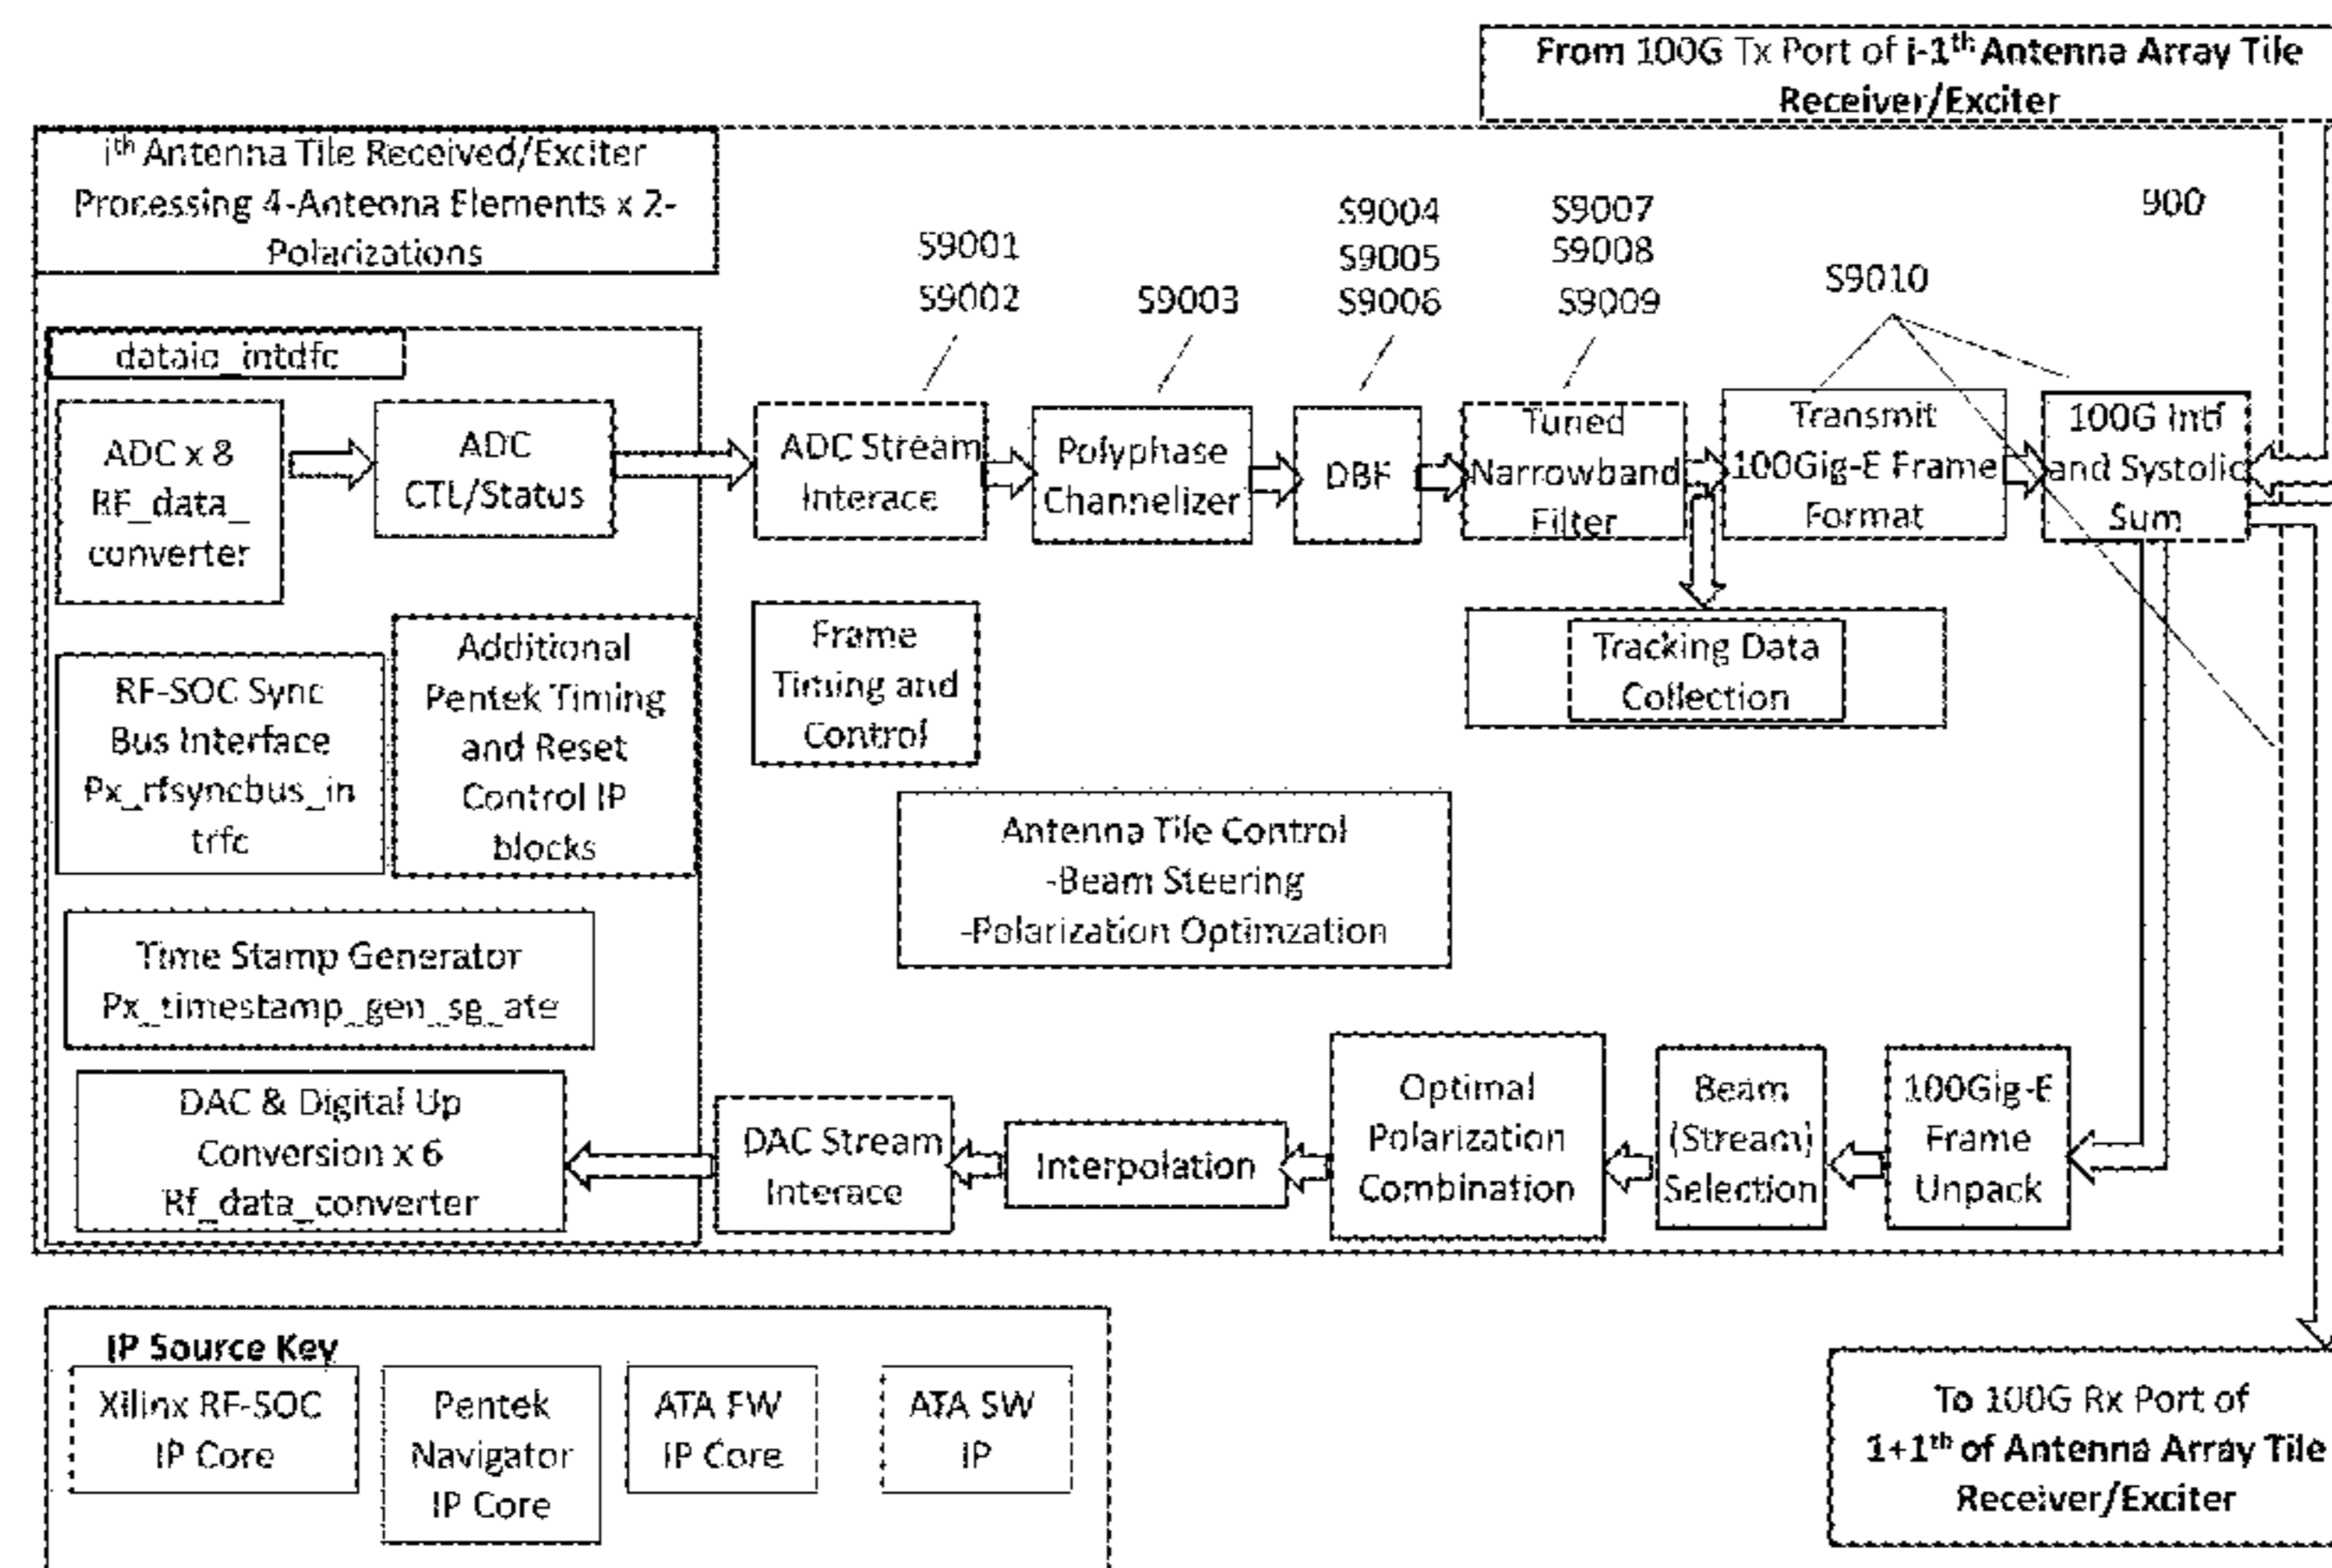 From 100G Tx Port of i-1th Antenna Array Tile
Receiver/Exciter
ith Antenna Tile Received/Exciter
Processing 4-Antenna Elements x 2-
Polarizations
S9001
S9002
S9003
S9004
S9005
S9006
S9007
S9008
S9009
S9010
900
dataio_intdfc
ADC x 8
RF_data_
converter
ADC
CTL/Status
ADC Stream
Interace
Polyphase
Channelizer
DBF
Tuned
Narrowband
Filter
Transmit
100Gig-E Frame
Format
100G Intf
and Systolic
Sum
RF-SOC Sync
Bus Interface
Px_rfsyncbus_in
trfc
Additional
Pentek Timing
and Reset
Control IP
blocks
Frame
Timing and
Control
Tracking Data
Collection
Antenna Tile Control
-Beam Steering
-Polarization Optimzation
Time Stamp Generator
Px_timestamp_gen_sg_ate
DAC & Digital Up
Conversion x 6
Rf_data_converter
DAC Stream
Interace
Interpolation
Optimal
Polarization
Combination
Beam
(Stream)
Selection
100Gig-E
Frame
Unpack
IP Source Key
Xilinx RF-SOC
IP Core
Pentek
Navigator
IP Core
ATA FW
IP Core
ATA SW
IP
To 100G Rx Port of
1+1th of Antenna Array Tile
Receiver/Exciter